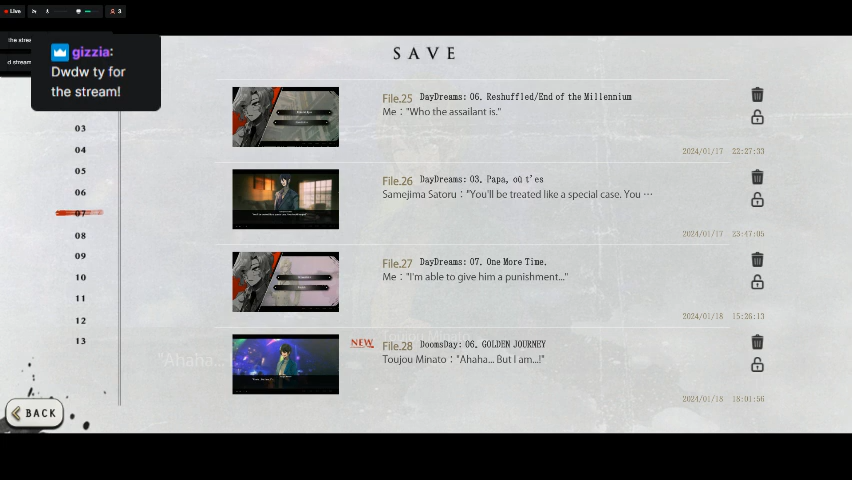 Live
3
the strea
d stream
gizzia:
Dwdw ty for
the stream!
SAVE
03
04
05
06
07
08
09
10
11
12
13
File.25 DayDreams: 06. Reshuffled/End of the Millennium
Me："Who the assailant is."
2024/01/17 22:27:33
File.26 DayDreams: 03. Papa, où t'es
Samejima Satoru："You'll be treated like a special case. You ⋯
2024/01/17 23:47:05
File.27 DayDreams: 07. One More Time.
Me："I'm able to give him a punishment..."
2024/01/18 15:26:13
NEW File.28 DoomsDay: 06. GOLDEN JOURNEY
Toujou Minato："Ahaha... But I am...!"
2024/01/18 18:01:56
"Ahaha...
BACK